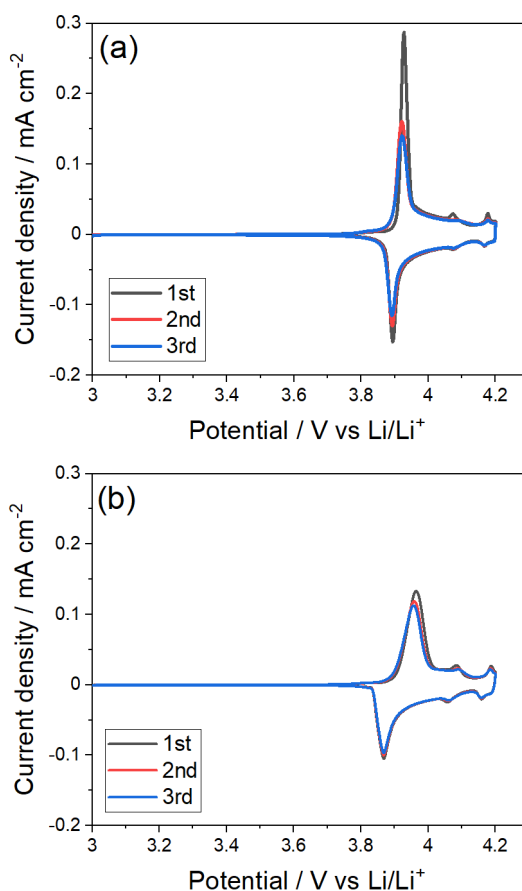 (a)
0.3
0.2
0.1
0
-0.1
-0.2
Current density / mA cm⁻²
1st
2nd
3rd
3 3.2 3.4 3.6 3.8 4 4.2
Potential / V vs Li/Li⁺
(b)
0.3
0.2
0.1
0
-0.1
-0.2
Current density / mA cm⁻²
1st
2nd
3rd
3 3.2 3.4 3.6 3.8 4 4.2
Potential / V vs Li/Li⁺